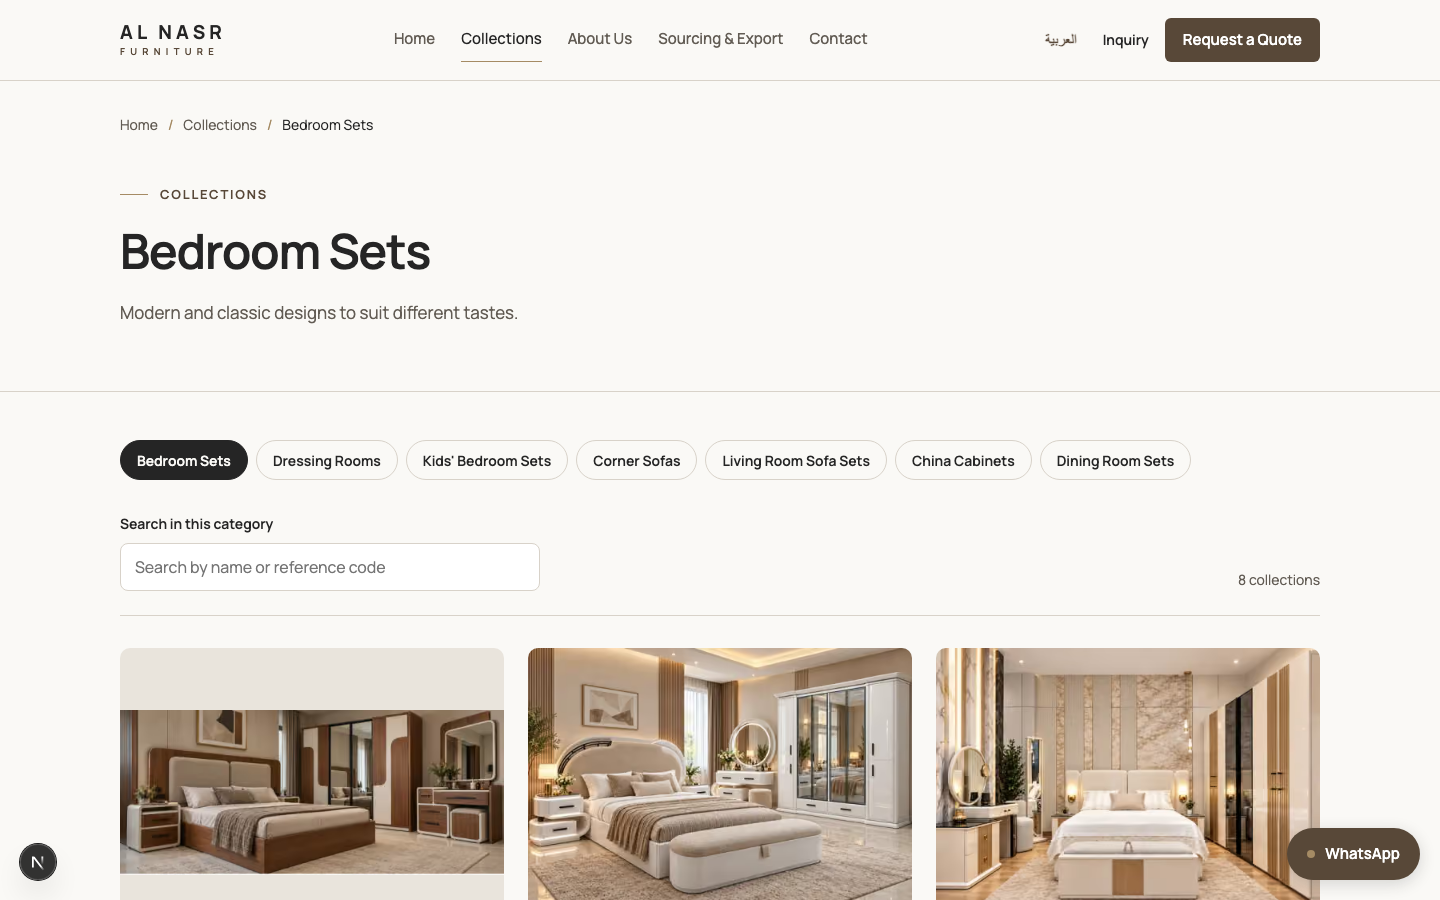 AL NASR
FURNITURE
Home
Collections
About Us
Sourcing & Export
Contact
العربية
Inquiry
Request a Quote
Home / Collections / Bedroom Sets
COLLECTIONS
Bedroom Sets
Modern and classic designs to suit different tastes.
Bedroom Sets
Dressing Rooms
Kids' Bedroom Sets
Corner Sofas
Living Room Sofa Sets
China Cabinets
Dining Room Sets
Search in this category
Search by name or reference code
8 collections
N
WhatsApp